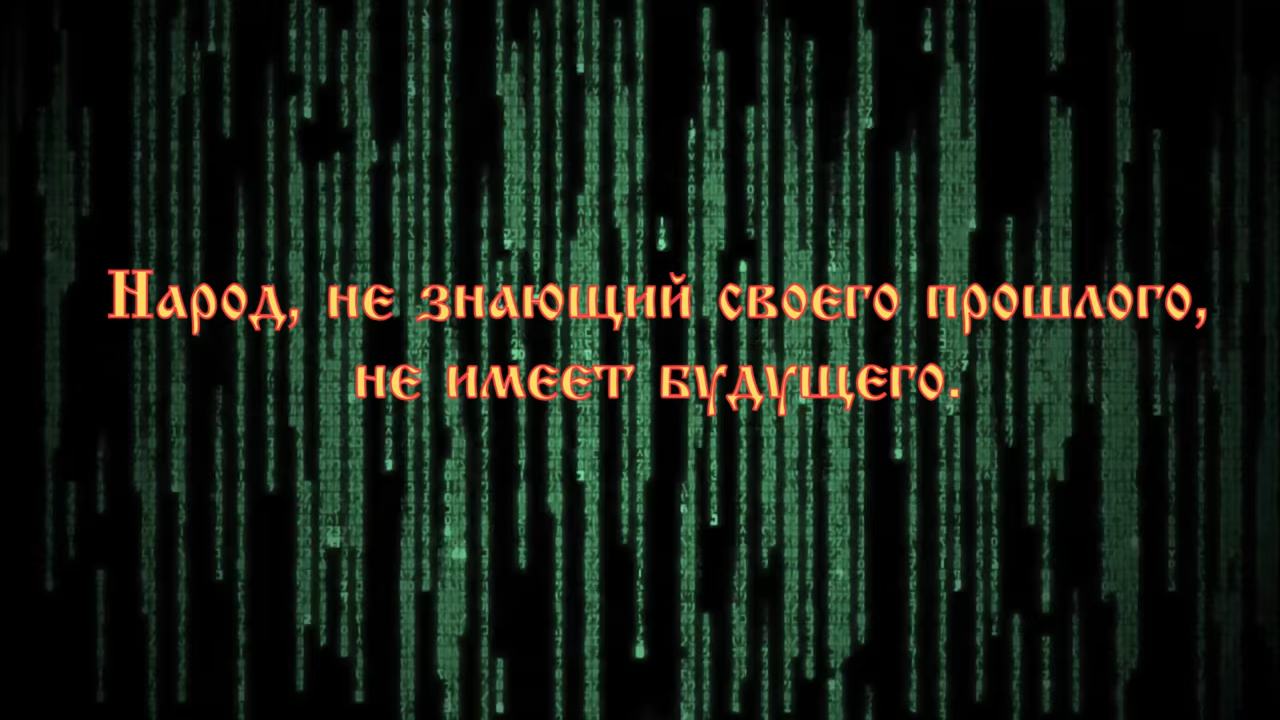 Народ, не знающий своего прошлого,
не имеет будущего.